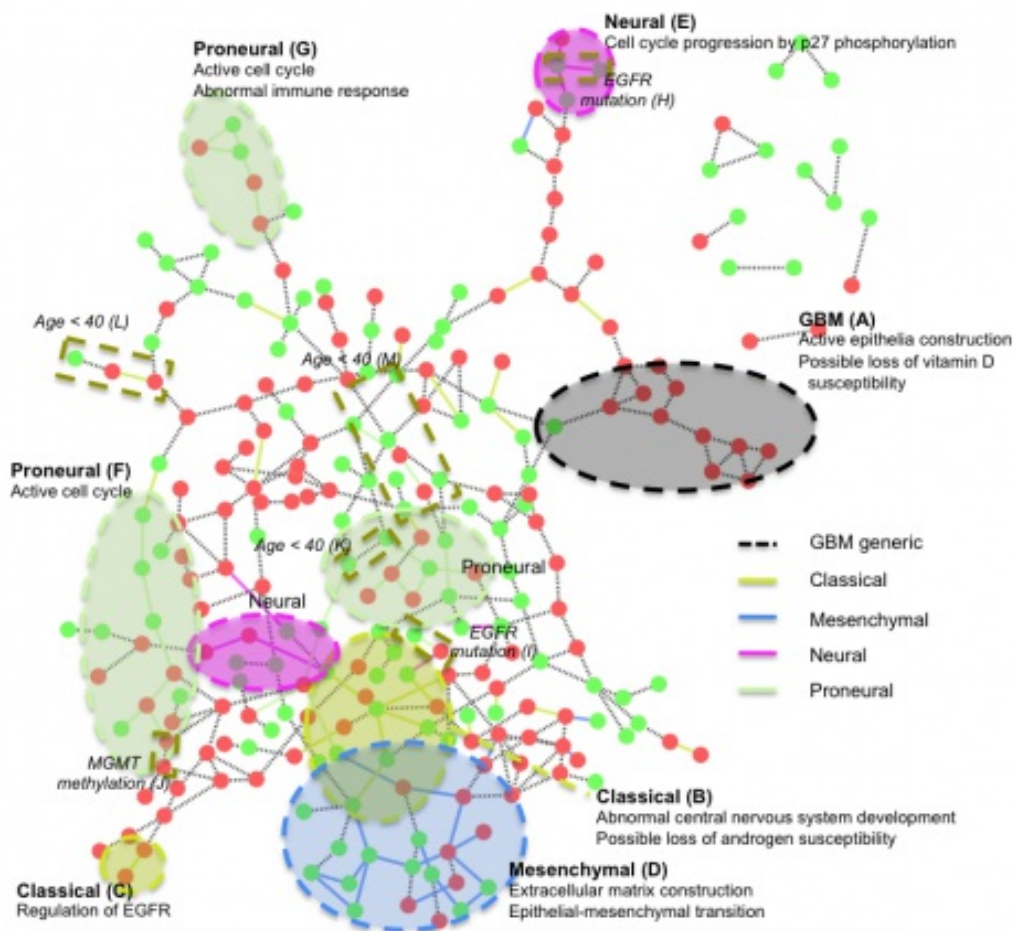 Neural (E)
Cell cycle progression by p27 phosphorylation
Proneural (G)
Active cell cycle
Abnormal immune response
EGFR
mutation (H)
Age < 40 (L)
GBM (A)
Active epithelia construction
Possible loss of vitamin D
susceptibility
Age < 40 (M)
Proneural (F)
Active cell cycle
Age < 40 (K)
Proneural
Neural
EGFR
mutation (I)
GBM generic
Classical
Mesenchymal
Neural
Proneural
MGMT
methylation (J)
Classical (B)
Abnormal central nervous system development
Possible loss of androgen susceptibility
Mesenchymal (D)
Extracellular matrix construction
Epithelial-mesenchymal transition
Classical (C)
Regulation of EGFR